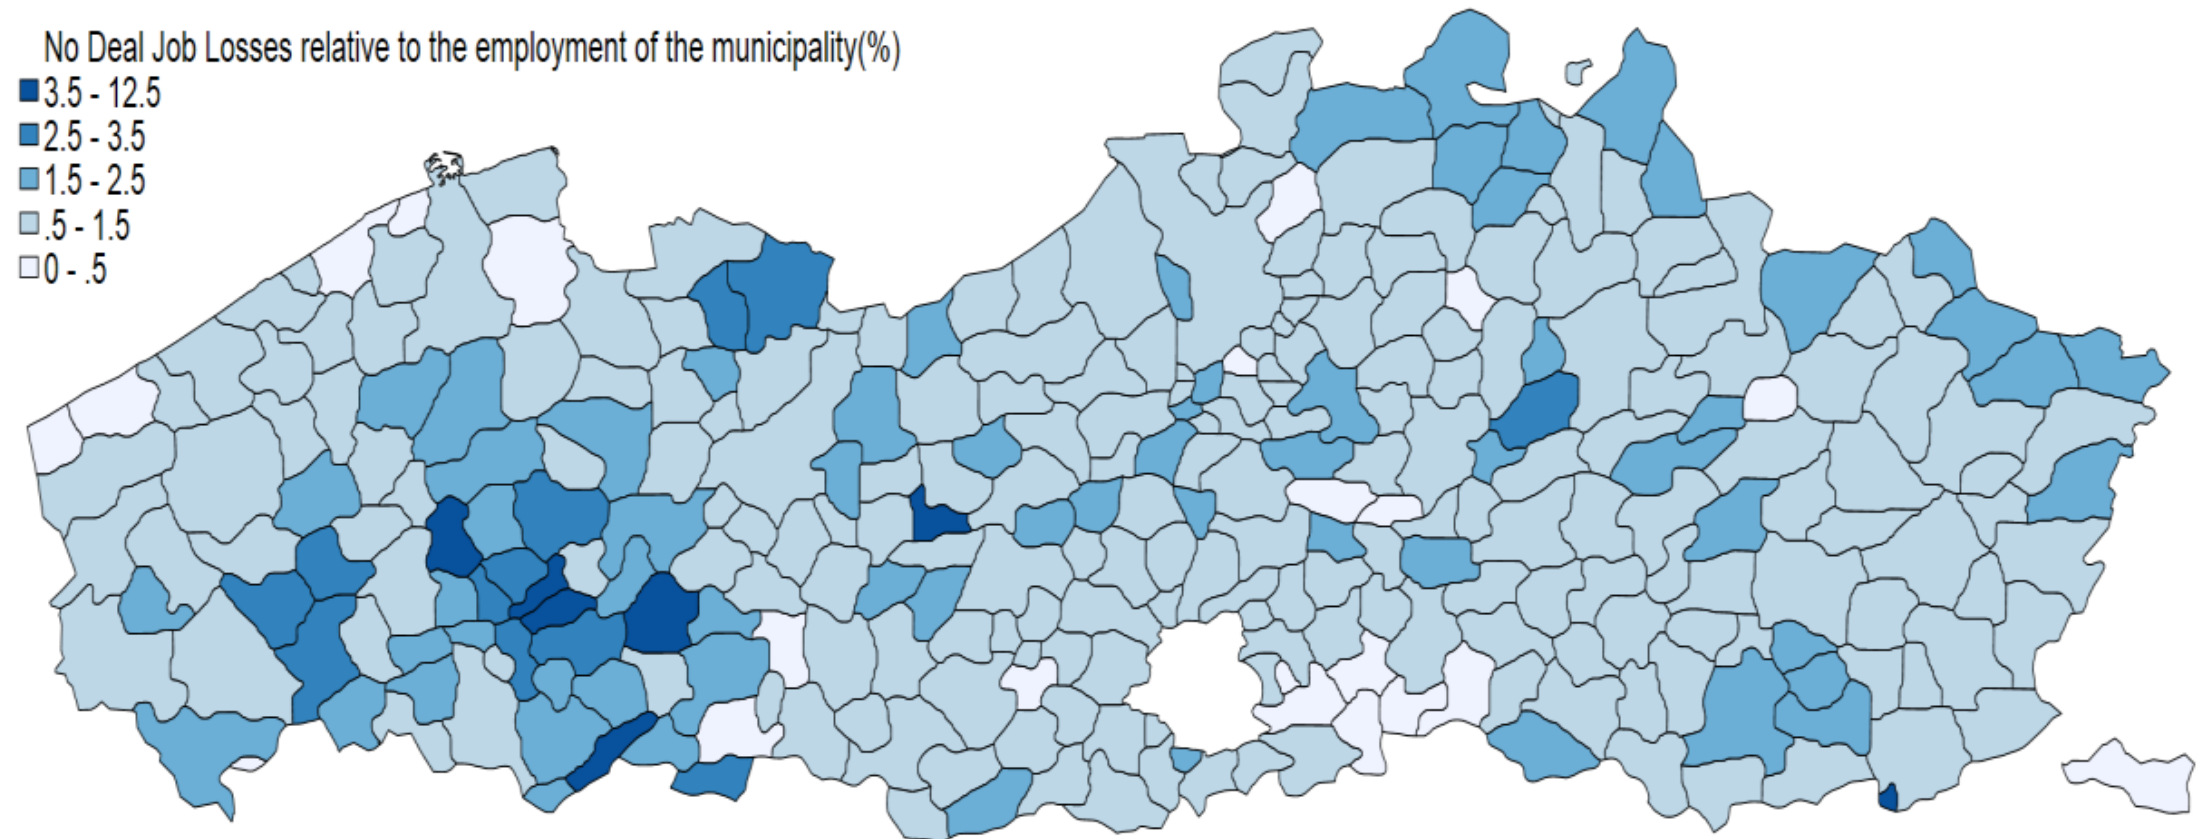 No Deal Job Losses relative to the employment of the municipality(%)
3.5 - 12.5
2.5 - 3.5
1.5 - 2.5
.5 - 1.5
0 - .5